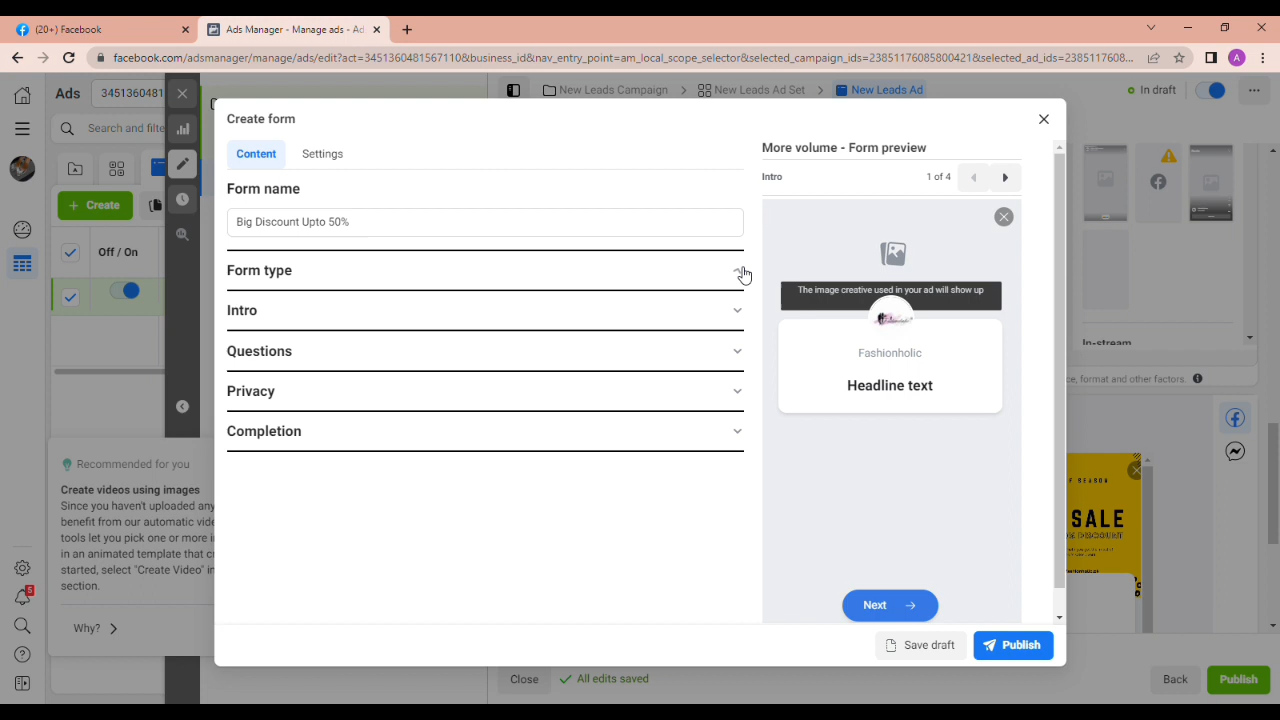 (20+) Facebook
Ads Manager - Manage ads - Ad
facebook.com/adsmanager/manage/ads/edit?act=3451360481567110&business_id&nav_entry_point=am_local_scope_selector&selected_campaign_ids=23851176085800421&selected_ad_ids=2385117608...
A
Ads
3451360481
New Leads Campaign
New Leads Ad Set
New Leads Ad
In draft
Search and filte
Create
Off / On
Recommended for you
Create videos using images
Since you haven't uploaded any
benefit from our automatic vide
tools let you pick one or more i
in an animated template that c
started, select "Create Video" in
section.
Why?
5
Create form
Content
Settings
Form name
Big Discount Upto 50%
Form type
Intro
Questions
Privacy
Completion
More volume - Form preview
Intro
1 of 4
The image creative used in your ad will show up
Fashionholic
Headline text
Next
Save draft
Publish
In-stream
ce, format and other factors.
F SEASON
SALE
Close
All edits saved
Back
Publish